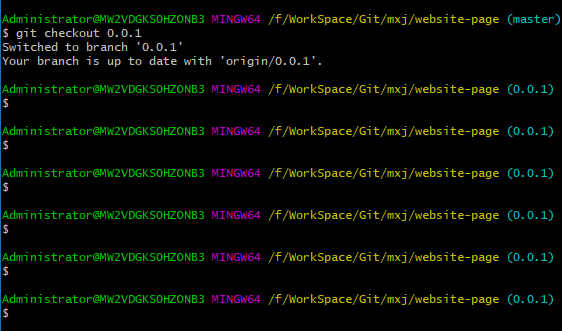 Administrator@MW2VDGKSOHZONB3 MINGW64 /f/WorkSpace/Git/mxj/website-page (master)
$ git checkout 0.0.1
Switched to branch '0.0.1'
Your branch is up to date with 'origin/0.0.1'.
Administrator@MW2VDGKSOHZONB3 MINGW64 /f/WorkSpace/Git/mxj/website-page (0.0.1)
$
Administrator@MW2VDGKSOHZONB3 MINGW64 /f/WorkSpace/Git/mxj/website-page (0.0.1)
$
Administrator@MW2VDGKSOHZONB3 MINGW64 /f/WorkSpace/Git/mxj/website-page (0.0.1)
$
Administrator@MW2VDGKSOHZONB3 MINGW64 /f/WorkSpace/Git/mxj/website-page (0.0.1)
$
Administrator@MW2VDGKSOHZONB3 MINGW64 /f/WorkSpace/Git/mxj/website-page (0.0.1)
$
Administrator@MW2VDGKSOHZONB3 MINGW64 /f/WorkSpace/Git/mxj/website-page (0.0.1)
$